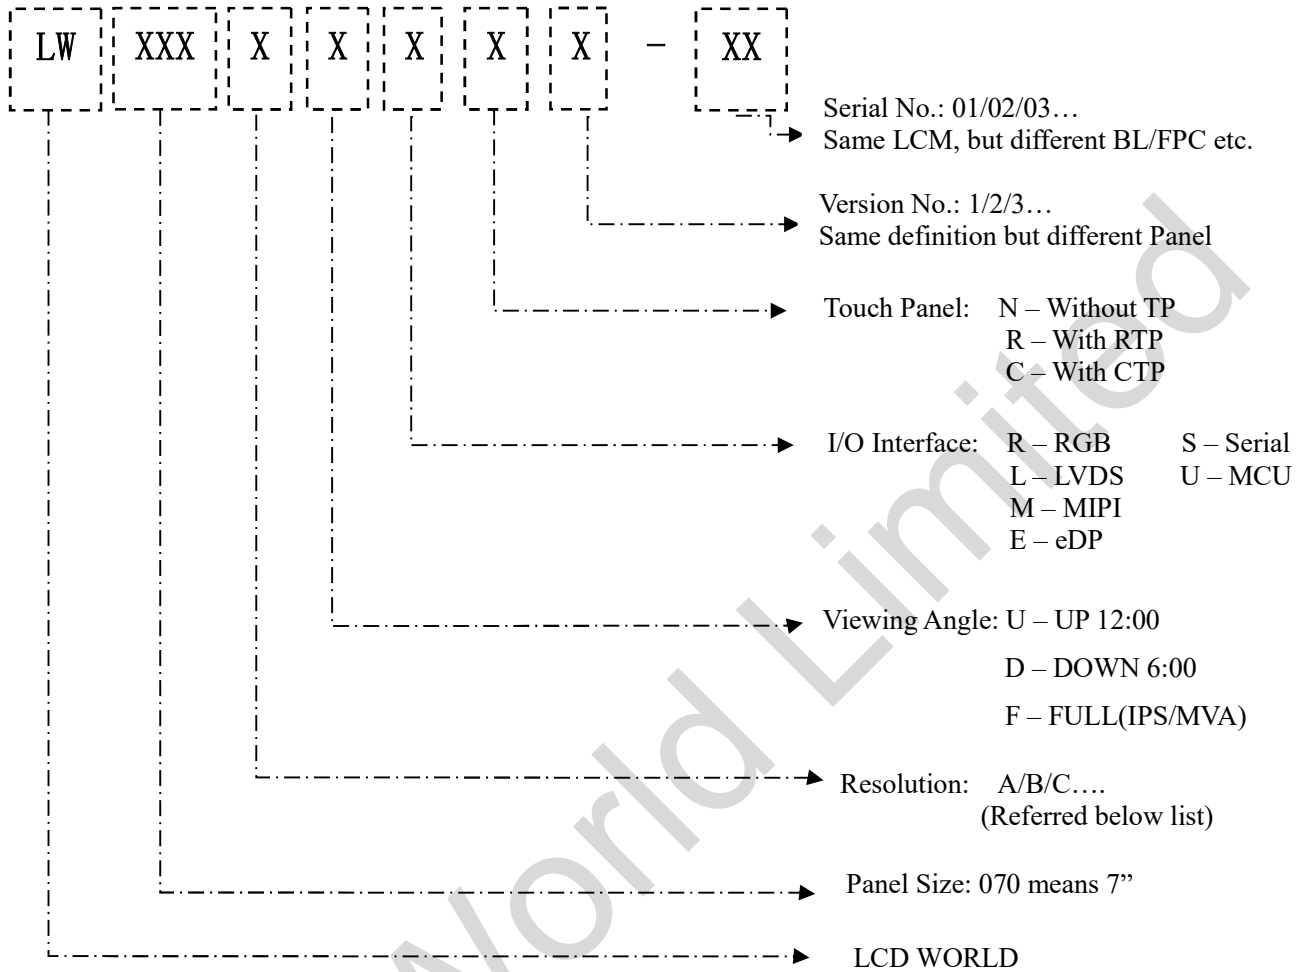 LW XXX X X X X X - XX
Serial No.: 01/02/03…
Same LCM, but different BL/FPC etc.
Version No.: 1/2/3…
Same definition but different Panel
Touch Panel: N – Without TP
R – With RTP
C – With CTP
I/O Interface: R – RGB S – Serial
L – LVDS U – MCU
M – MIPI
E – eDP
Viewing Angle: U – UP 12:00
D – DOWN 6:00
F – FULL(IPS/MVA)
Resolution: A/B/C….
(Referred below list)
Panel Size: 070 means 7”
LCD WORLD
World Limited